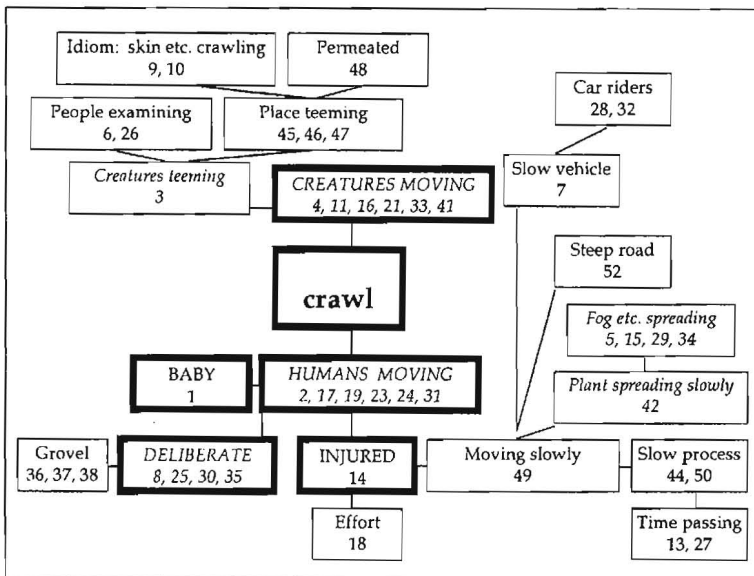 Idiom: skin etc. crawling
9, 10
Permeated
48
Car riders
28, 32
People examining
6, 26
Place teeming
45, 46, 47
Creatures teeming
3
CREATURES MOVING
4, 11, 16, 21, 33, 41
Slow vehicle
7
Steep road
52
crawl
Fog etc. spreading
5, 15, 29, 34
BABY
1
HUMANS MOVING
2, 17, 19, 23, 24, 31
Plant spreading slowly
42
Grovel
36, 37, 38
DELIBERATE
8, 25, 30, 35
INJURED
14
Moving slowly
49
Slow process
44, 50
Effort
18
Time passing
13, 27